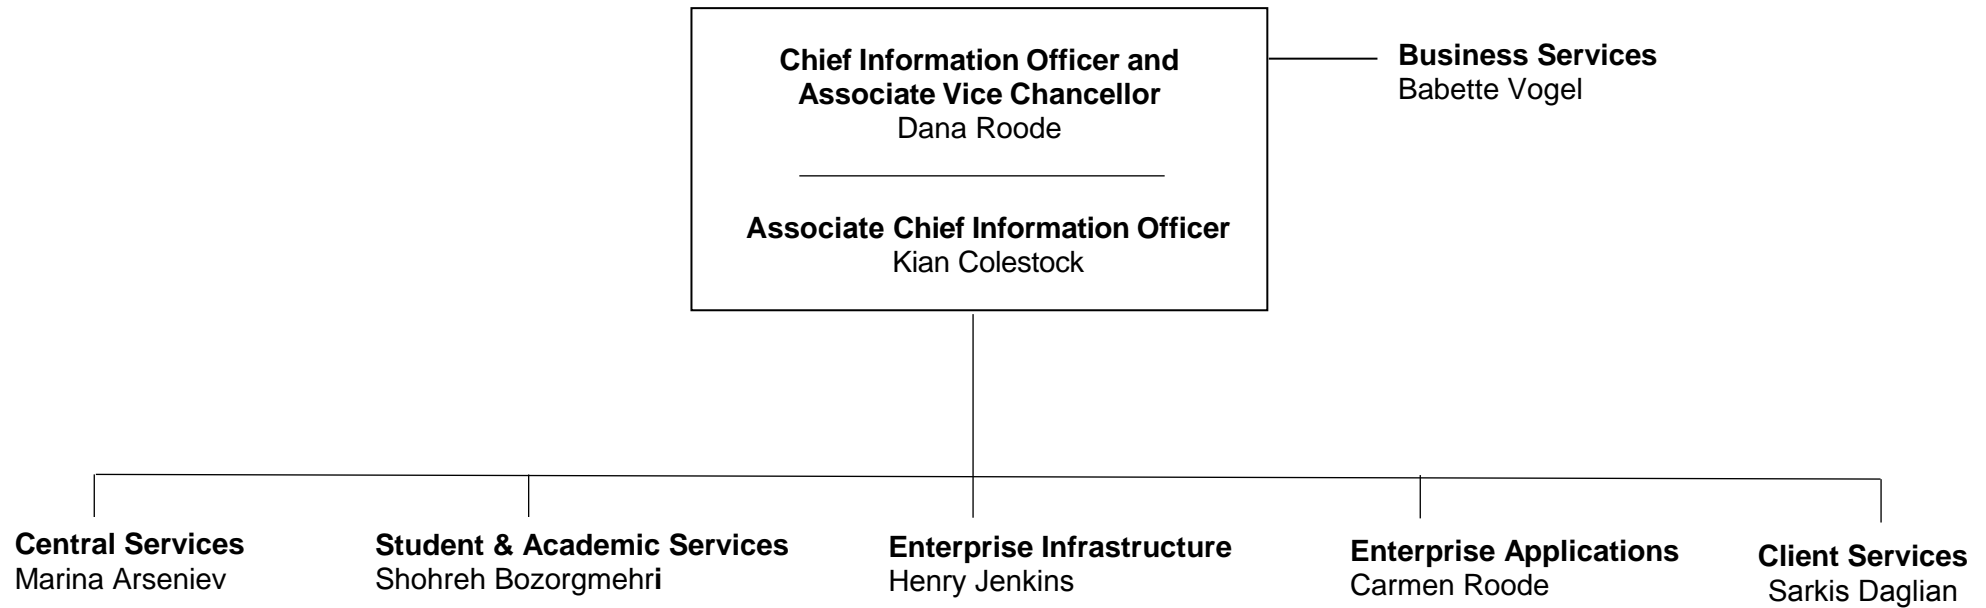 Chief Information Officer and
Associate Vice Chancellor
Dana Roode
Associate Chief Information Officer
Kian Colestock
Business Services
Babette Vogel
Central Services
Marina Arseniev
Student & Academic Services
Shohreh Bozorgmehri
Enterprise Infrastructure
Henry Jenkins
Enterprise Applications
Carmen Roode
Client Services
Sarkis Daglian